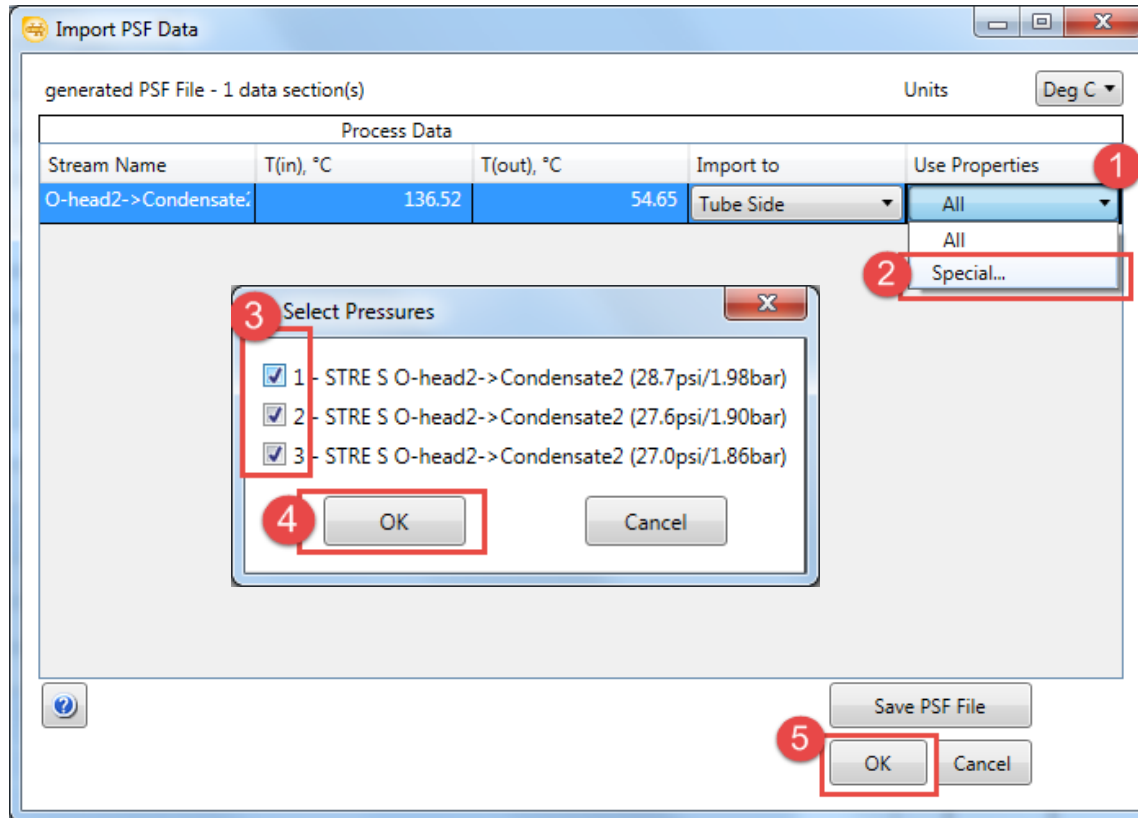 Import PSF Data
generated PSF File - 1 data section(s) Units Deg C
Process Data
Stream Name T(in), °C T(out), °C Import to Use Properties 1
O-head2->Condensate2 136.52 54.65 Tube Side All
All
2 Special...
3 Select Pressures
1 - STRE S O-head2->Condensate2 (28.7psi/1.98bar)
2 - STRE S O-head2->Condensate2 (27.6psi/1.90bar)
3 - STRE S O-head2->Condensate2 (27.0psi/1.86bar)
4 OK Cancel
Save PSF File
5 OK Cancel